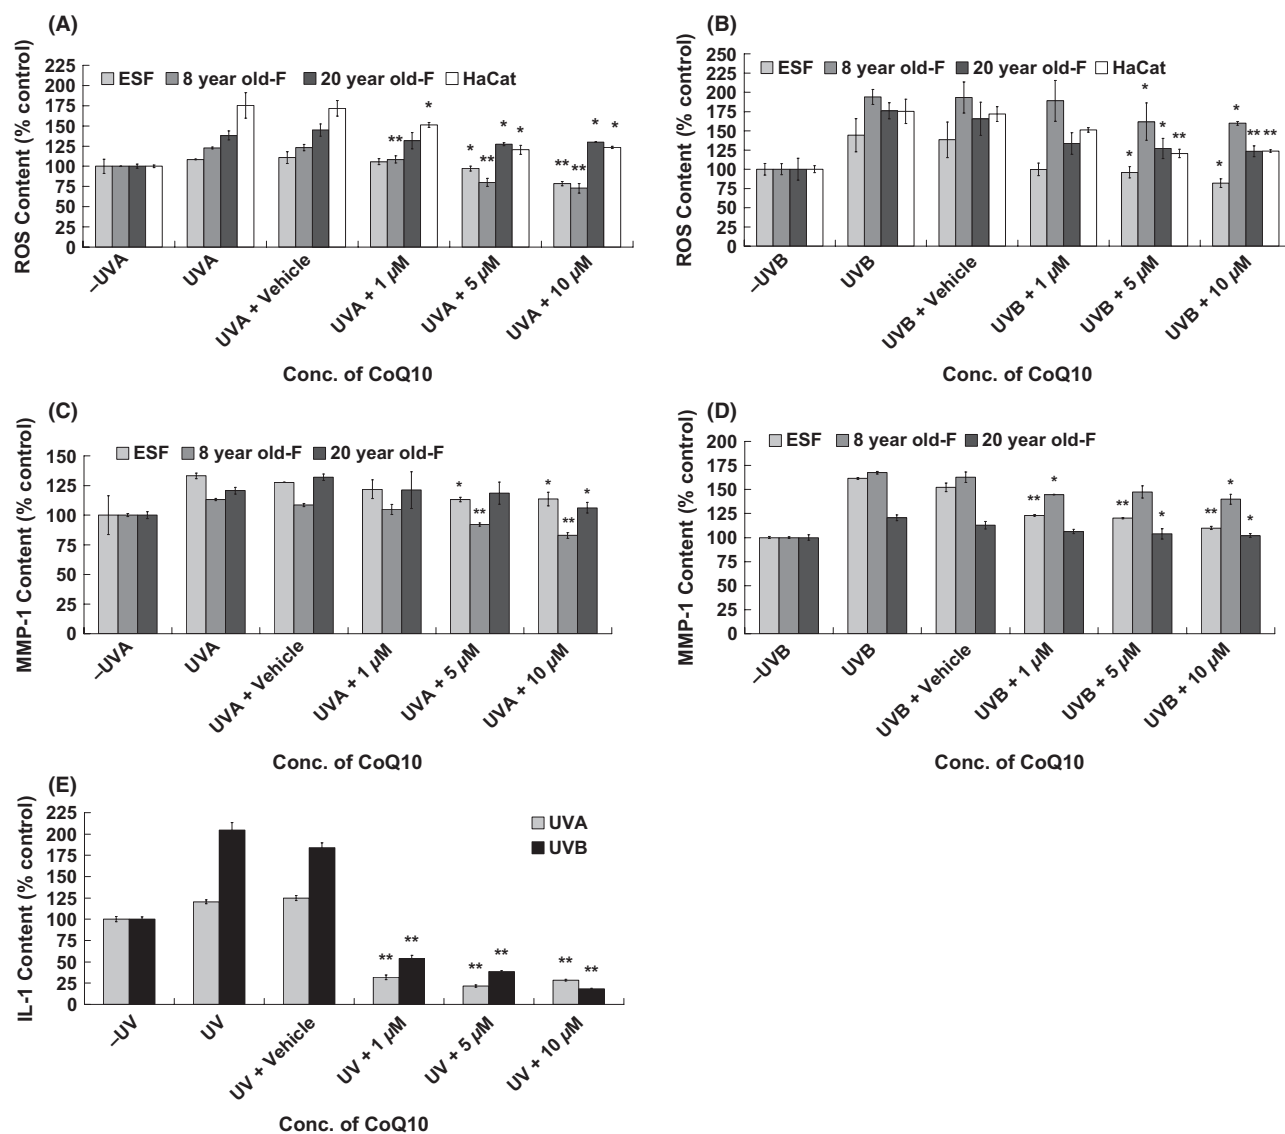 (A)
ROS Content (% control)
225
200
175
150
125
100
75
50
25
0
ESF 8 year old-F 20 year old-F HaCat
** * * ** * * ** ** * *
–UVA UVA UVA + Vehicle UVA + 1 µM UVA + 5 µM UVA + 10 µM
Conc. of CoQ10
(B)
ROS Content (% control)
250
225
200
175
150
125
100
75
50
25
0
ESF 8 year old-F 20 year old-F HaCat
* * * ** * * ** **
–UVB UVB UVB + Vehicle UVB + 1 µM UVB + 5 µM UVB + 10 µM
Conc. of CoQ10
(C)
MMP-1 Content (% control)
150
125
100
75
50
25
0
ESF 8 year old-F 20 year old-F
* ** * ** *
–UVA UVA UVA + Vehicle UVA + 1 µM UVA + 5 µM UVA + 10 µM
Conc. of CoQ10
(D)
MMP-1 Content (% control)
200
175
150
125
100
75
50
25
0
ESF 8 year old-F 20 year old-F
** * ** * ** * *
–UVB UVB UVB + Vehicle UVB + 1 µM UVB + 5 µM UVB + 10 µM
Conc. of CoQ10
(E)
IL-1 Content (% control)
225
200
175
150
125
100
75
50
25
0
UVA
UVB
** ** ** ** ** **
–UV UV UV + Vehicle UV + 1 µM UV + 5 µM UV + 10 µM
Conc. of CoQ10